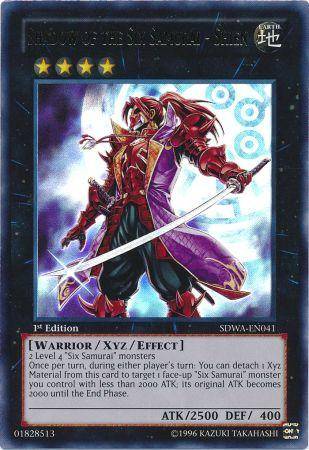 SHADOW OF THE SIX SAMURAI - SHIEN
EARTH
地
1st Edition
SDWA-EN041
[WARRIOR / XYZ / EFFECT]
2 Level 4 "Six Samurai" monsters
Once per turn, during either player's turn: You can detach 1 Xyz
Material from this card to target 1 face-up "Six Samurai" monster
you control with less than 2000 ATK; its original ATK becomes
2000 until the End Phase.
ATK/2500 DEF/ 400
01828513
©1996 KAZUKI TAKAHASHI